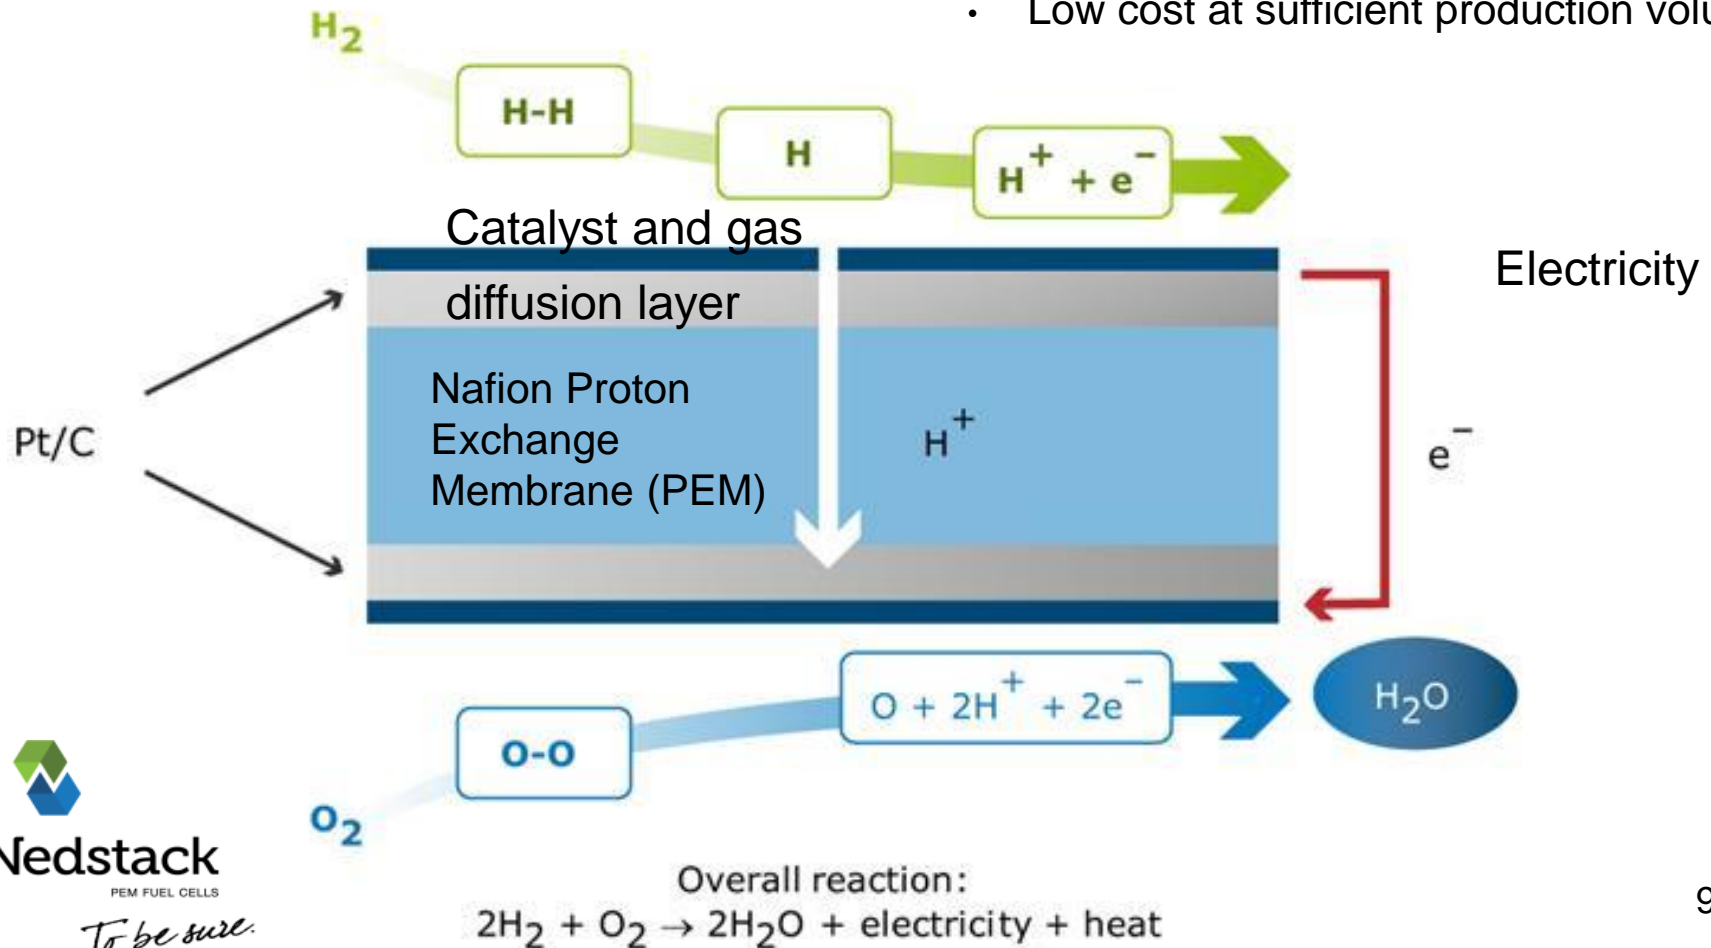 • Low cost at sufficient production
H₂
H-H
H
H⁺ + e⁻
Catalyst and gas
diffusion layer
Electricity
Nafion Proton
Exchange
Membrane (PEM)
Pt/C
H⁺
e⁻
O + 2H⁺ + 2e⁻
H₂O
O-O
O₂
Nedstack
PEM FUEL CELLS
To be sure.
Overall reaction:
2H₂ + O₂ → 2H₂O + electricity + heat
9